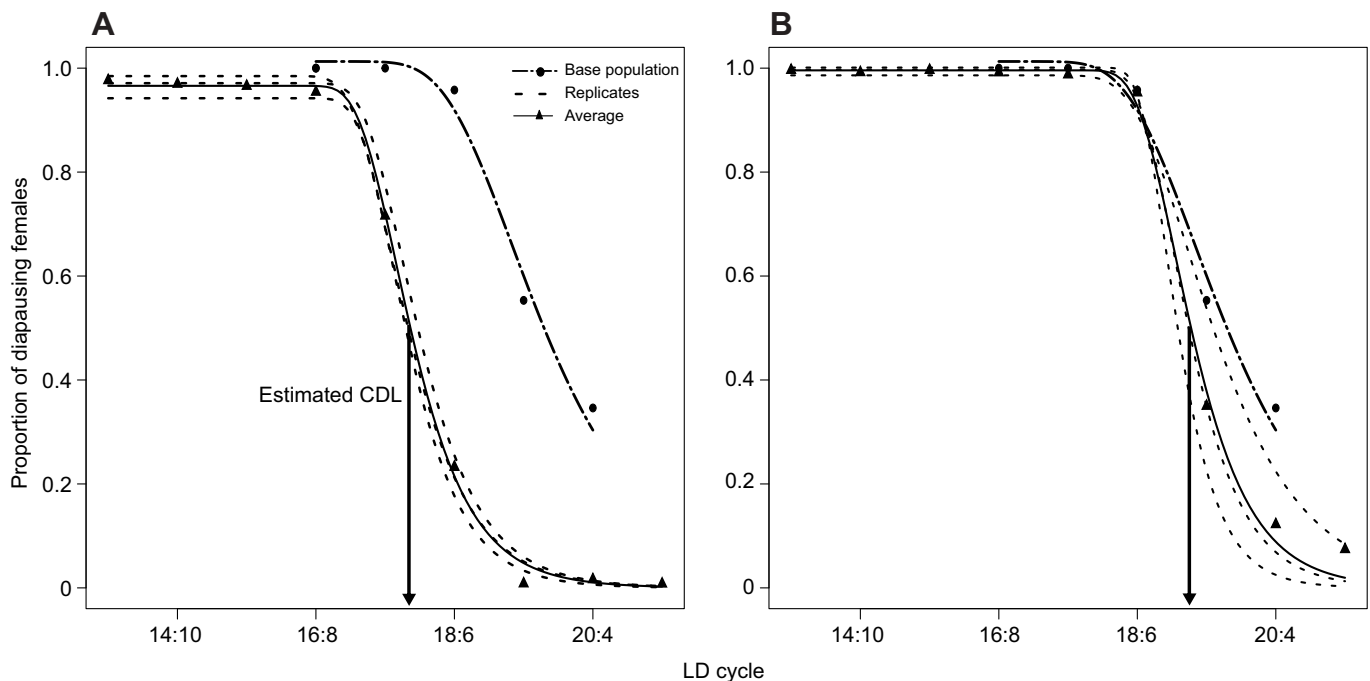 A
B
Base population
Replicates
Average
Proportion of diapausing females
1.0
0.8
0.6
0.4
0.2
0
Estimated CDL
14:10
16:8
18:6
20:4
1.0
0.8
0.6
0.4
0.2
0
14:10
16:8
18:6
20:4
LD cycle